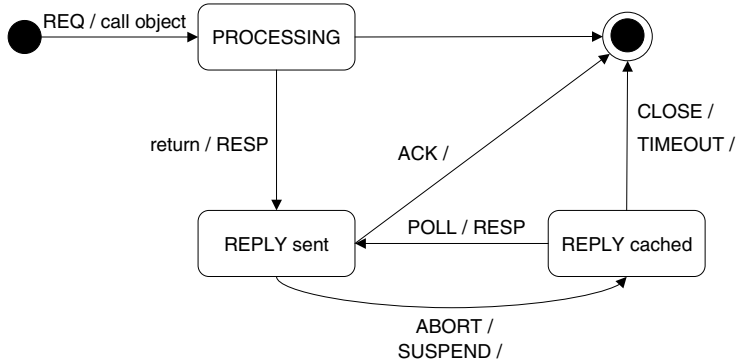 REQ / call object
PROCESSING
CLOSE /
TIMEOUT /
return / RESP
ACK /
REPLY sent
POLL / RESP
REPLY cached
ABORT /
SUSPEND /